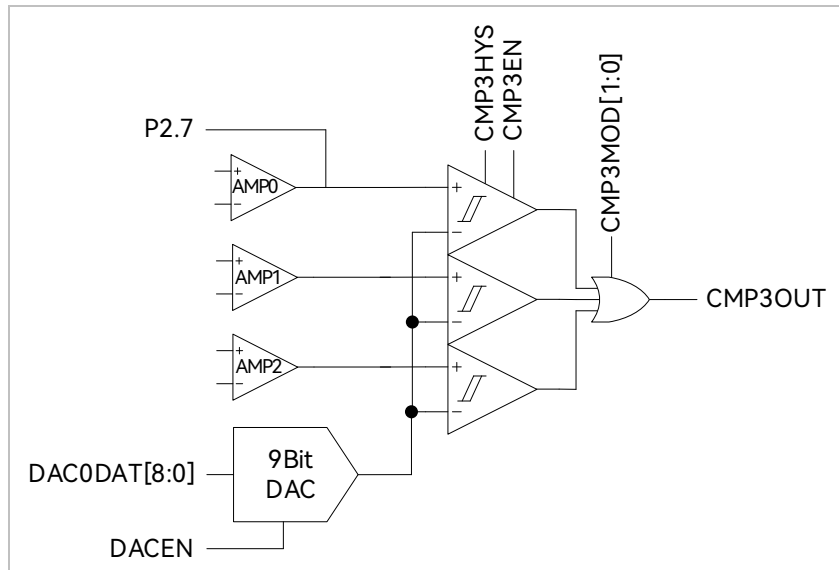 CMP3HYS
CMP3EN
CMP3MOD[1:0]
P2.7
+
AMP0
−
+
−
+
AMP1
−
+
−
CMP3OUT
+
AMP2
−
+
−
DAC0DAT[8:0]
9Bit
DAC
DACEN